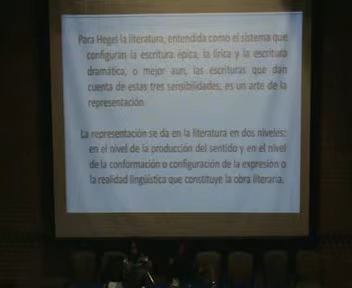 Para Hegel la literatura, entendida como el sistema que
configuran la escritura épica, la lírica y la escritura
dramática, o mejor aun, las escrituras que dan
cuenta de estas tres sensibilidades, es un arte de la
representación
La representación se da en la literatura en dos niveles:
en el nivel de la producción del sentido y en el nivel
de la conformación o configuración de la expresión o
la realidad lingüística que constituye la obra literaria.